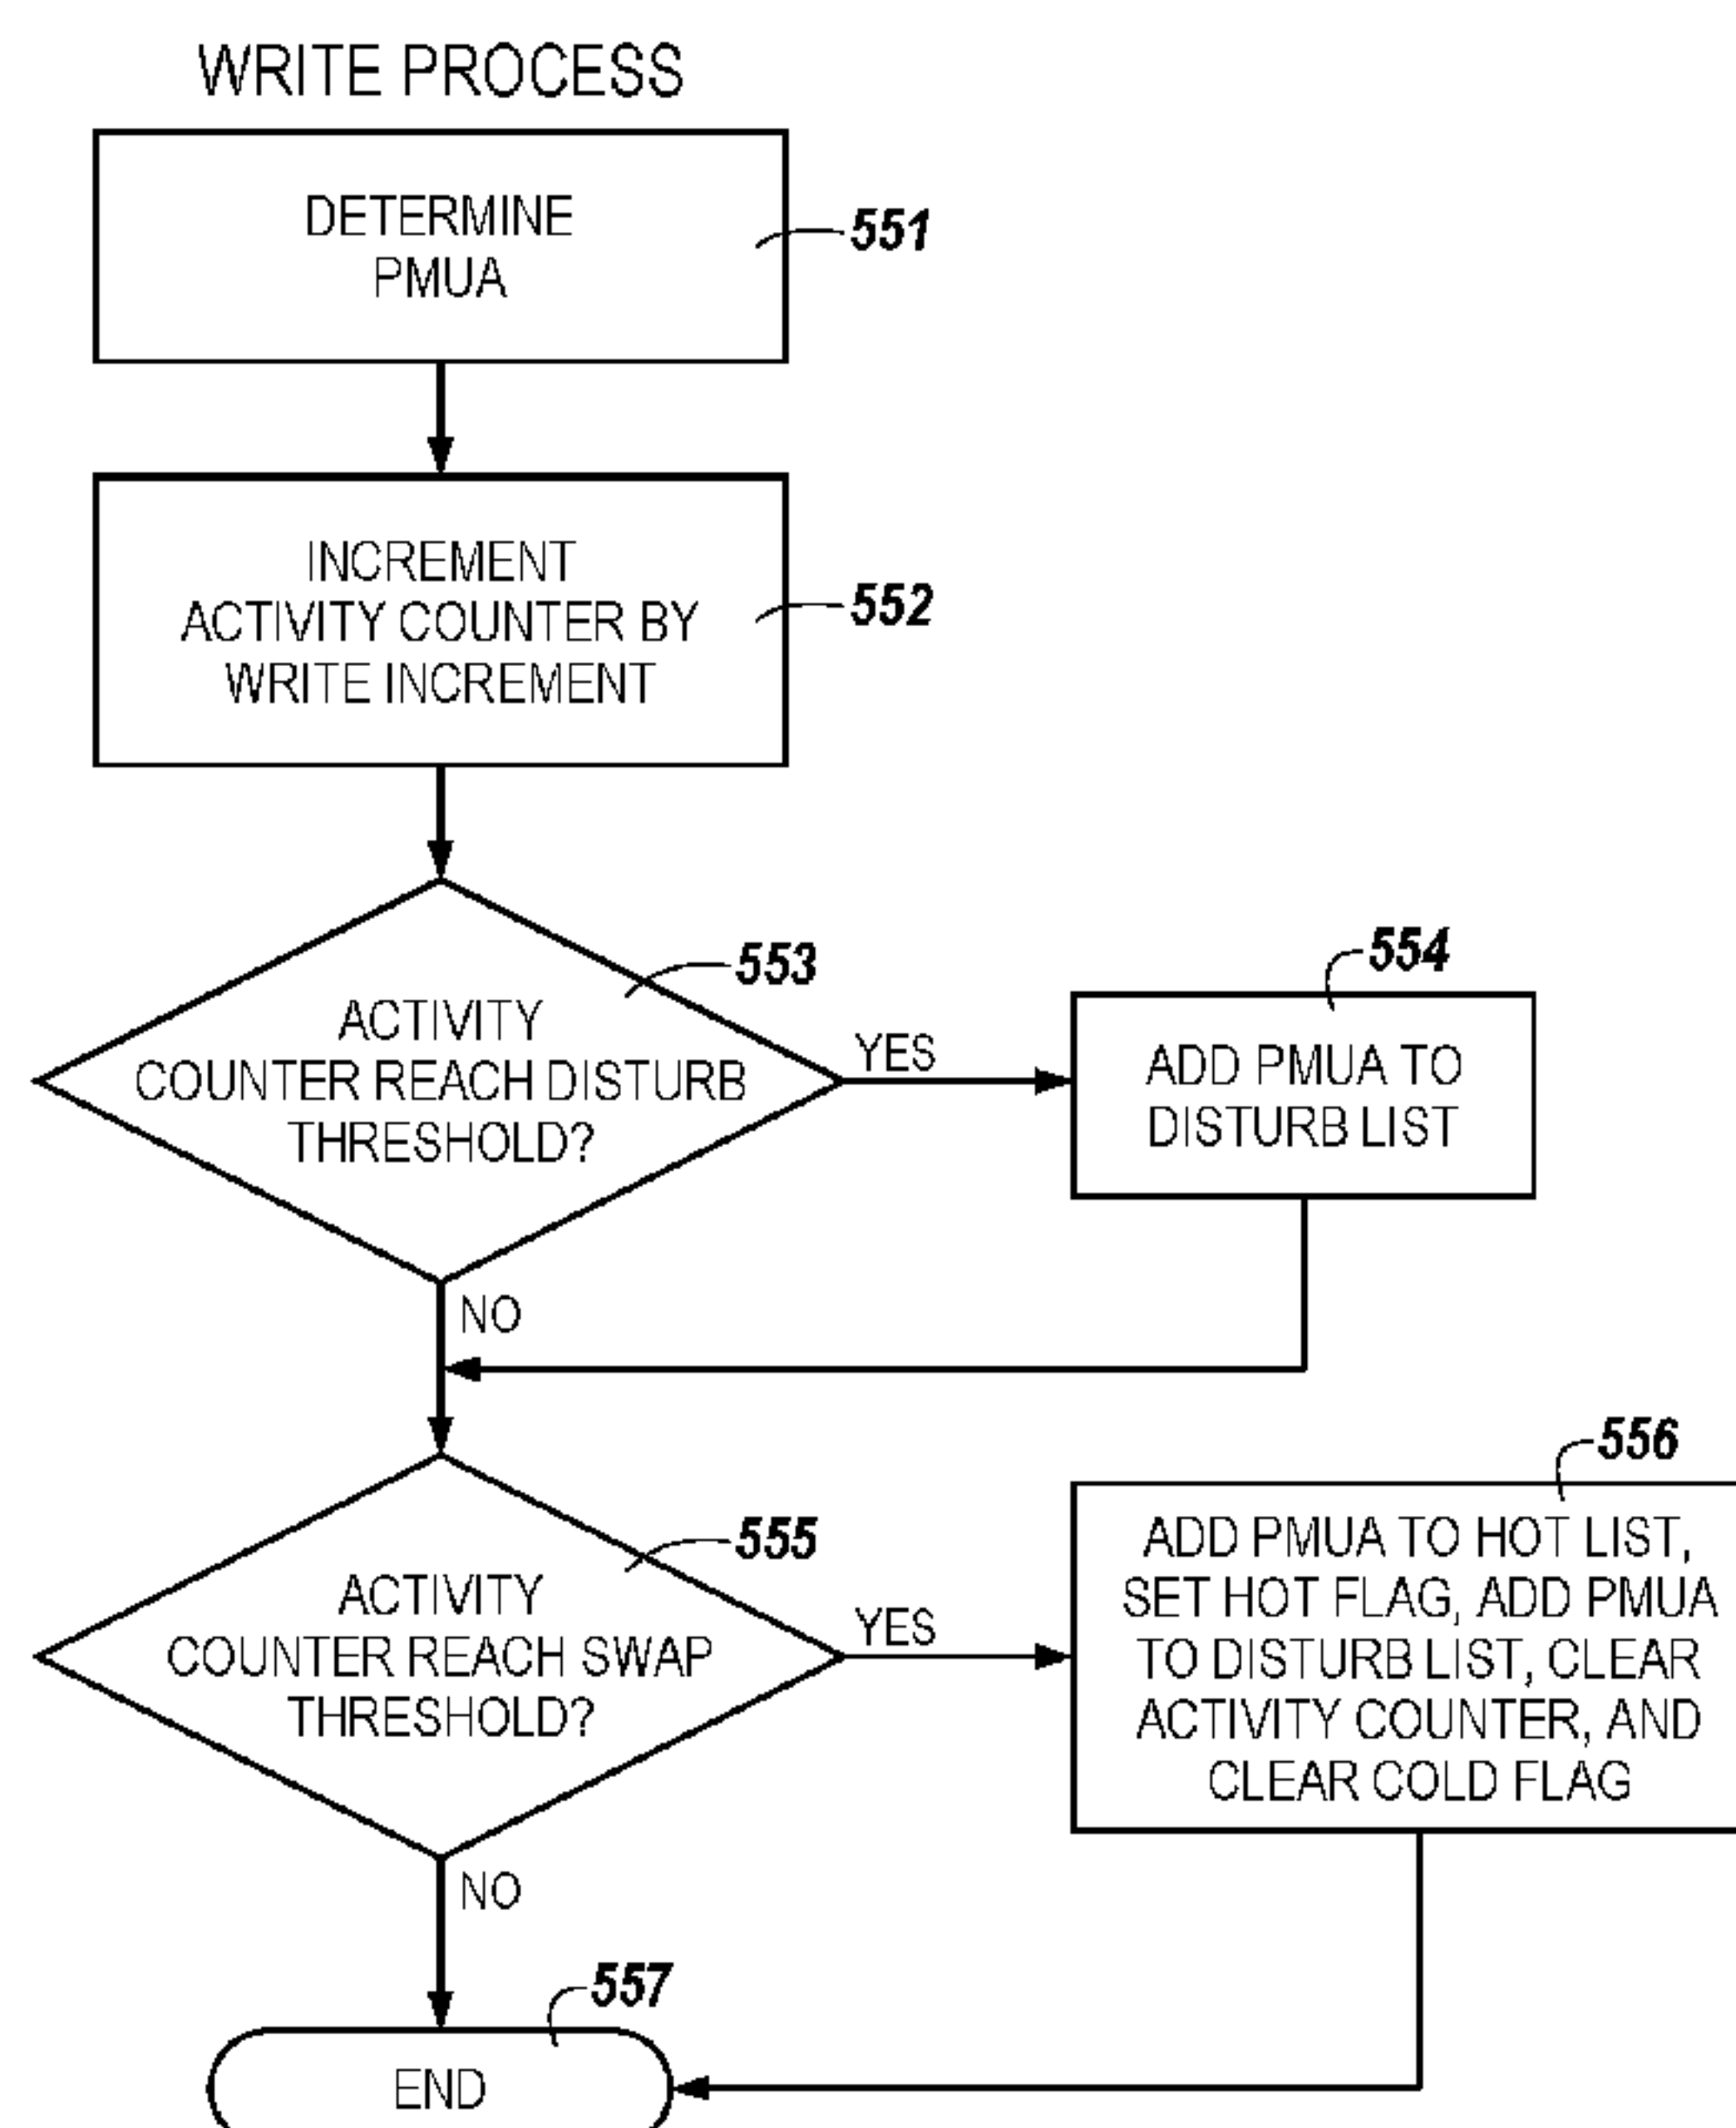 WRITE PROCESS
DETERMINE
PMUA
551
INCREMENT
ACTIVITY COUNTER BY
WRITE INCREMENT
552
553
ACTIVITY
COUNTER REACH DISTURB
THRESHOLD?
YES
554
ADD PMUA TO
DISTURB LIST
NO
555
ACTIVITY
COUNTER REACH SWAP
THRESHOLD?
YES
556
ADD PMUA TO HOT LIST,
SET HOT FLAG, ADD PMUA
TO DISTURB LIST, CLEAR
ACTIVITY COUNTER, AND
CLEAR COLD FLAG
NO
557
END